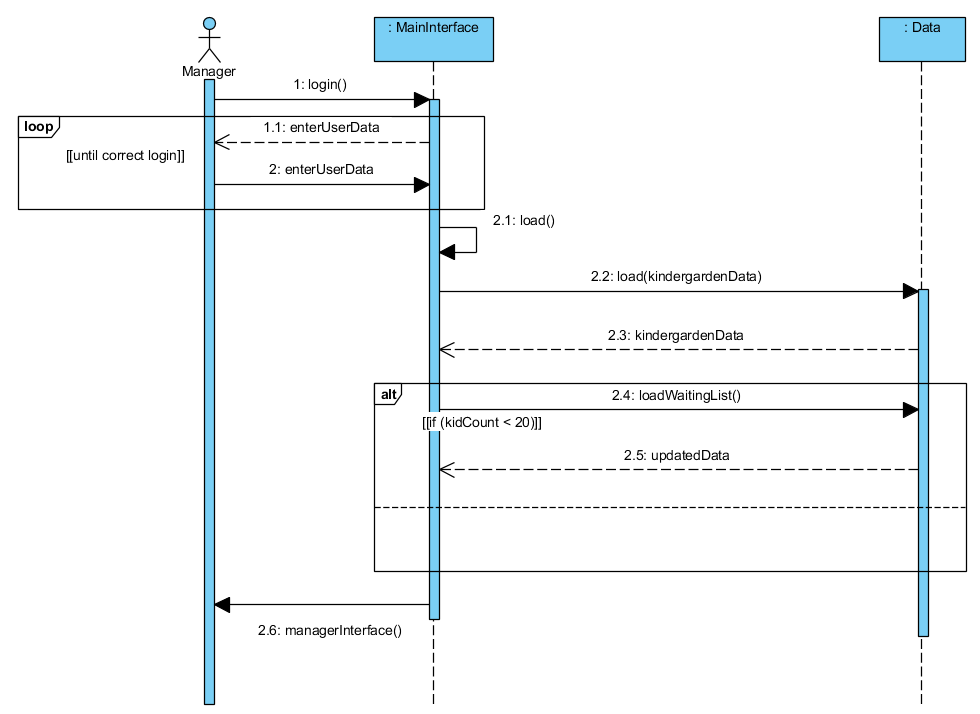 : MainInterface
: Data
Manager
1: login()
loop
1.1: enterUserData
[[until correct login]]
2: enterUserData
2.1: load()
2.2: load(kindergardenData)
2.3: kindergardenData
alt
2.4: loadWaitingList()
[[if (kidCount < 20)]]
2.5: updatedData
2.6: managerInterface()